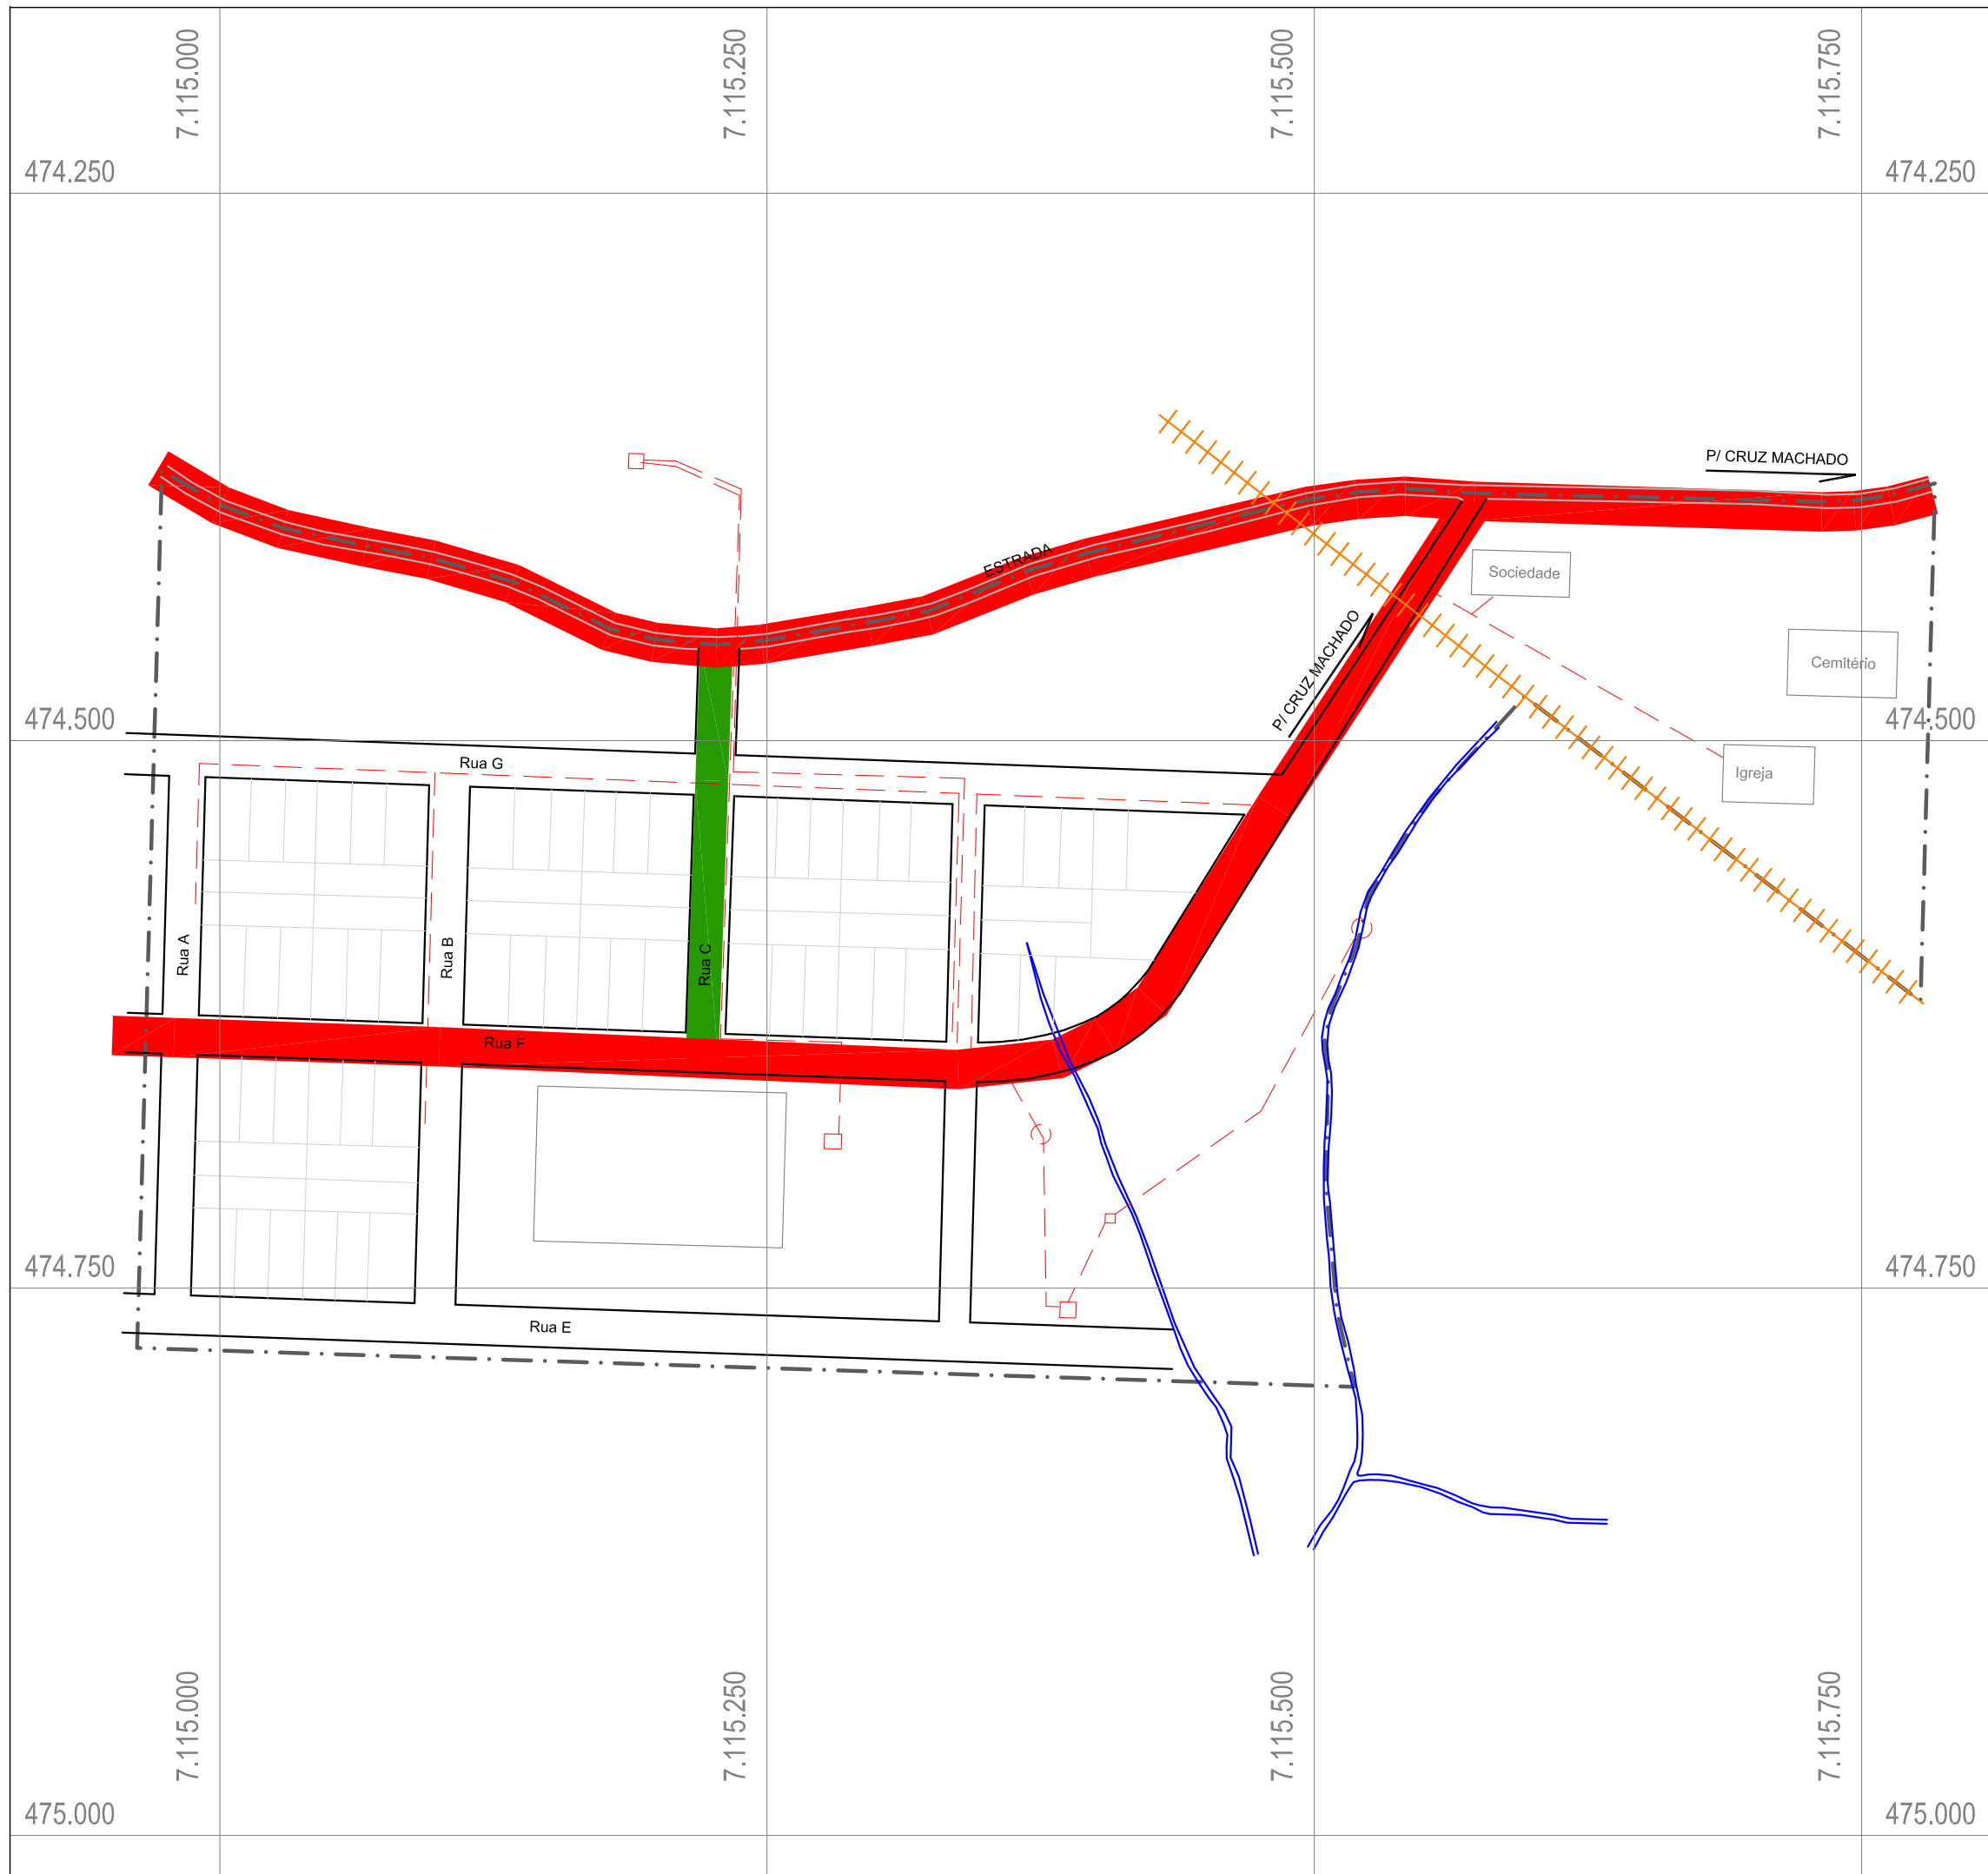 7.115.000
7.115.250
7.115.500
7.115.750
474.250
474.250
P/ CRUZ MACHADO
ESTRADA
Sociedade
P/ CRUZ MACHADO
Cemitério
474.500
474.500
Rua G
Igreja
Rua A
Rua B
Rua C
Rua F
474.750
474.750
Rua E
7.115.000
7.115.250
7.115.500
7.115.750
475.000
475.000